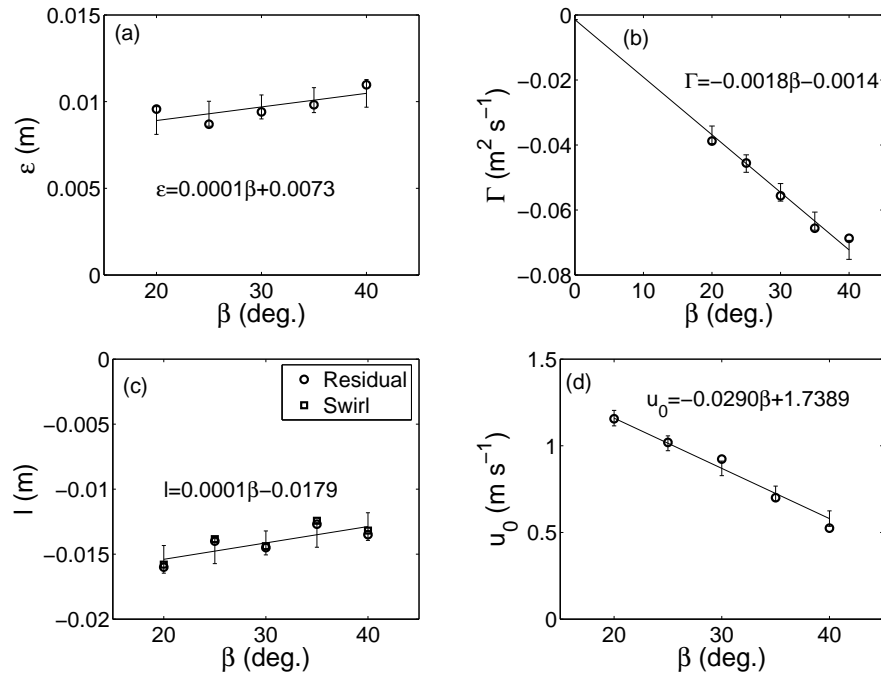 (a)
0.015
0.01
0.005
0
ε (m)
ε=0.0001β+0.0073
20
30
40
β (deg.)
(b)
0
−0.02
−0.04
−0.06
−0.08
Γ (m² s⁻¹)
Γ=−0.0018β−0.0014
0
10
20
30
40
β (deg.)
(c)
0
−0.005
−0.01
−0.015
−0.02
l (m)
Residual
Swirl
l=0.0001β−0.0179
20
30
40
β (deg.)
(d)
1.5
1
0.5
0
u₀ (m s⁻¹)
u₀=−0.0290β+1.7389
20
30
40
β (deg.)